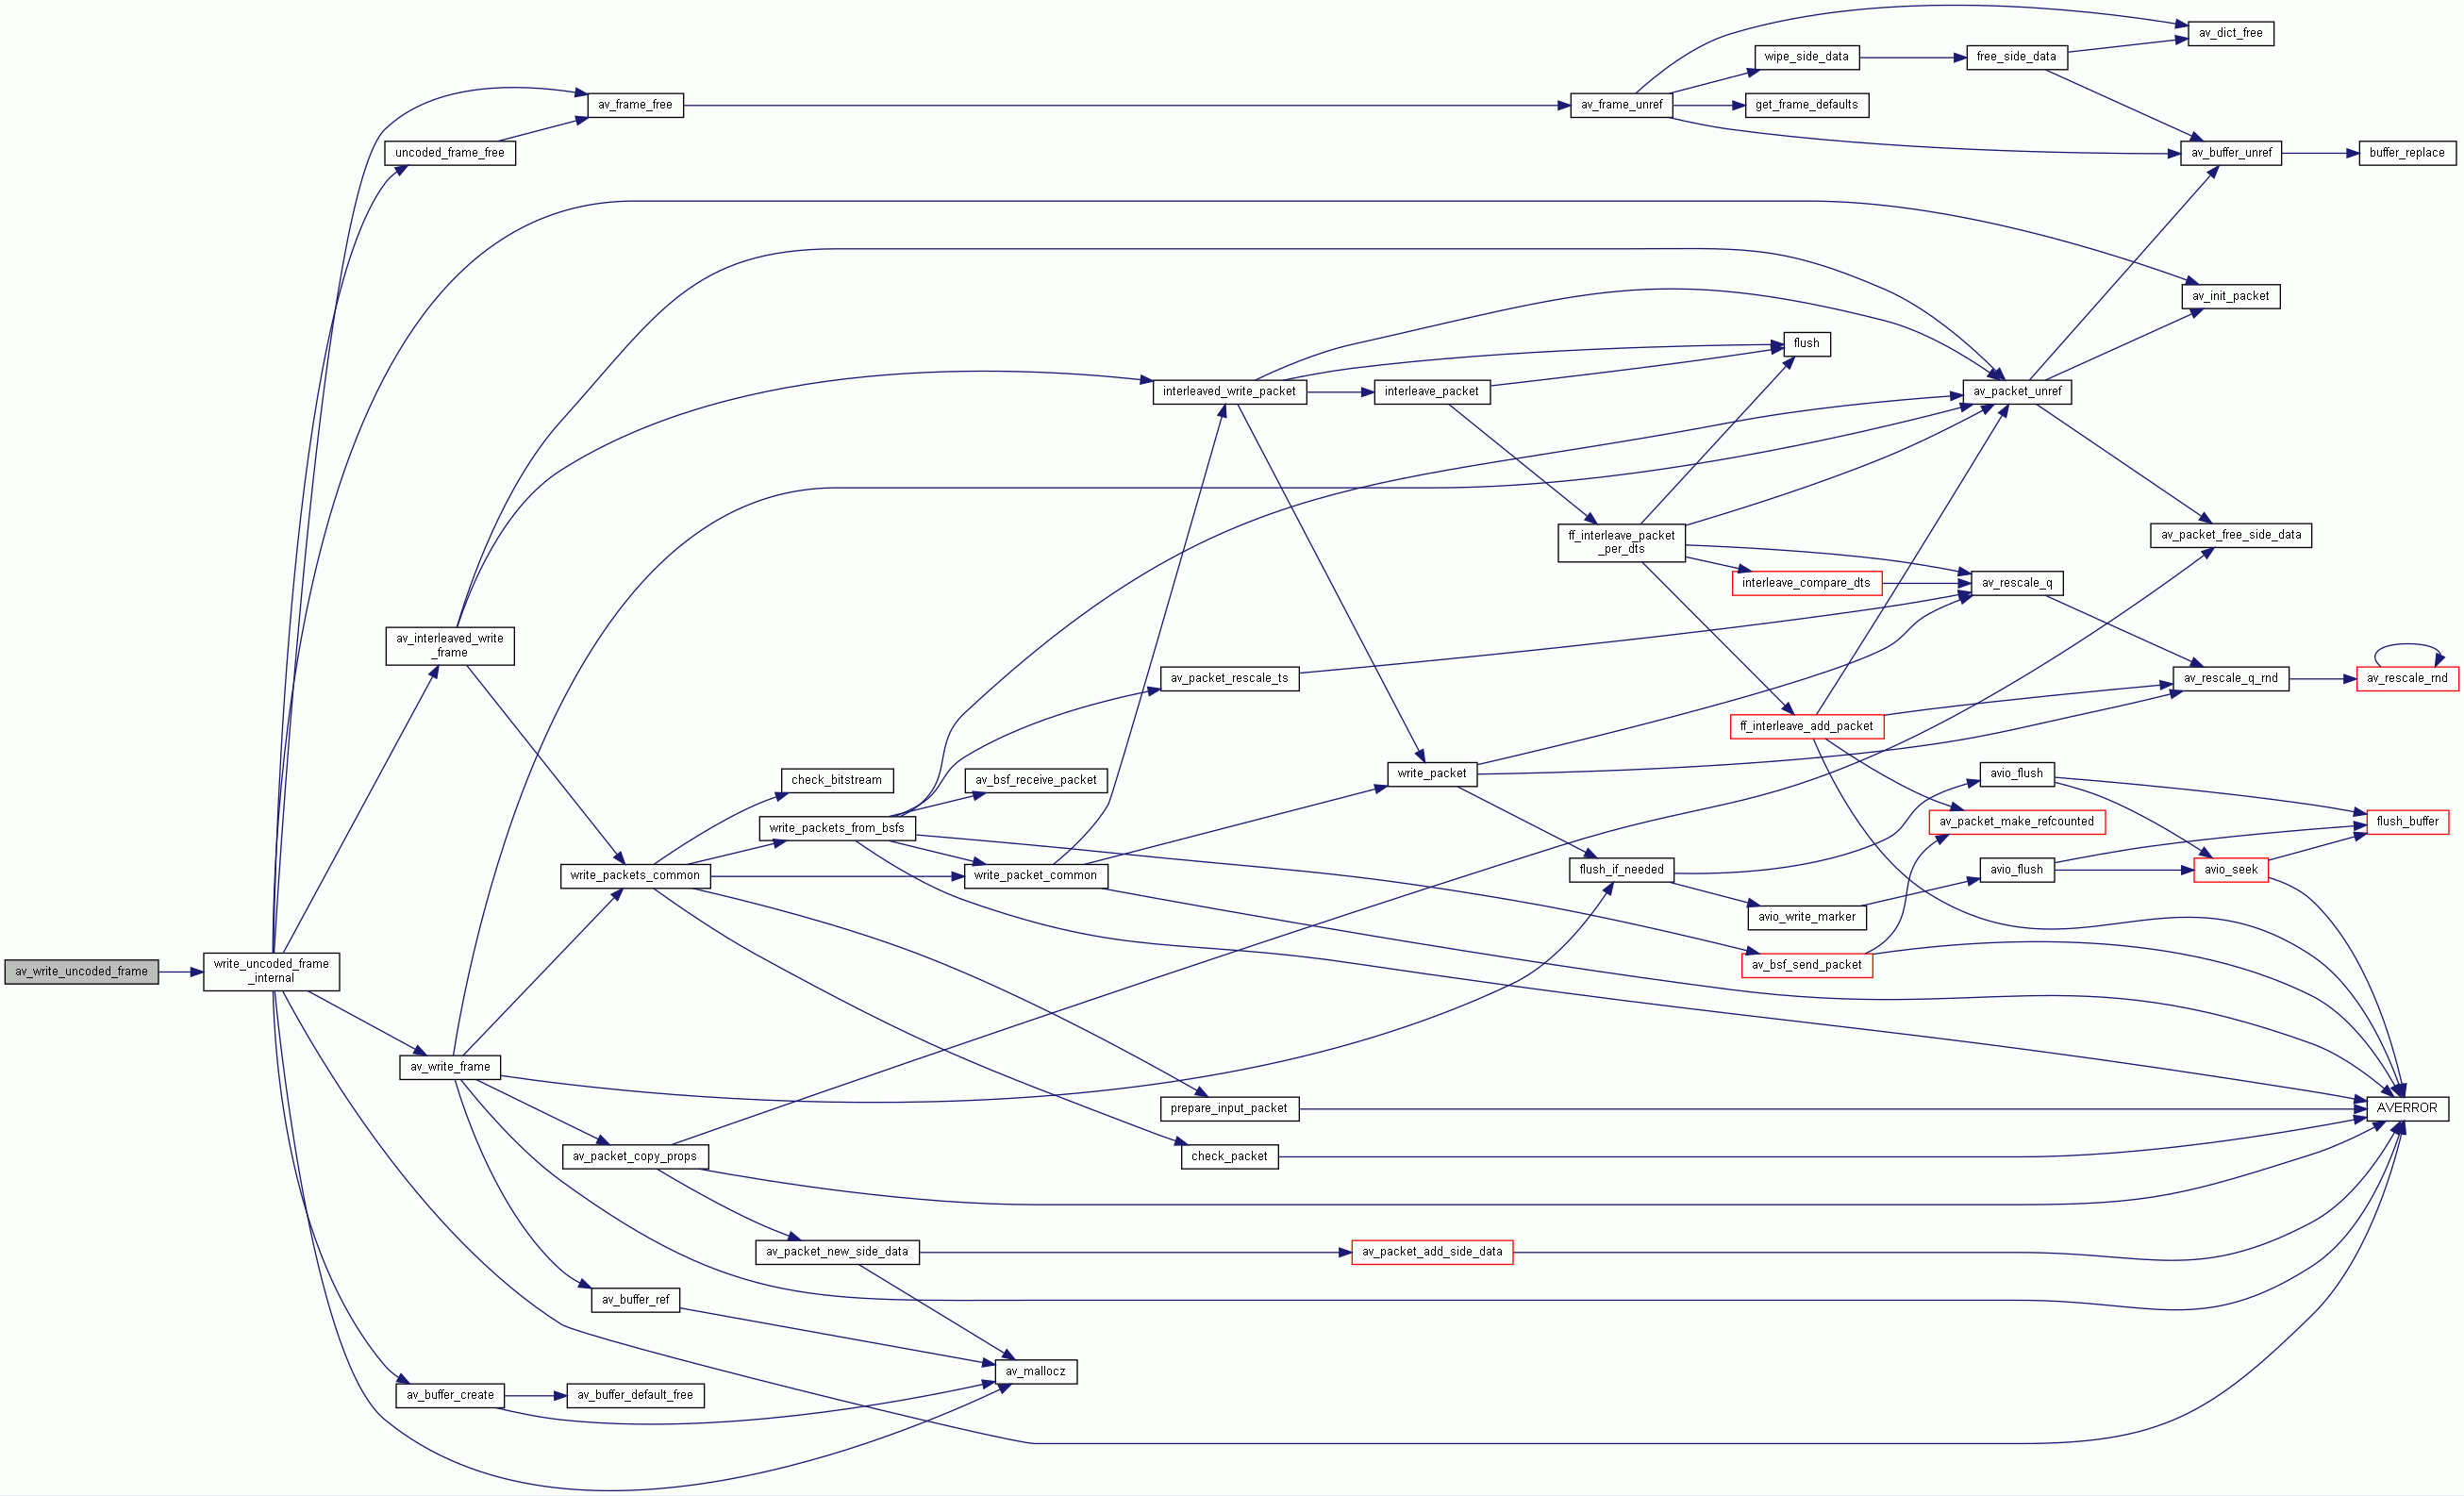 av_dict_free
wipe_side_data
free_side_data
av_frame_free
av_frame_unref
get_frame_defaults
uncoded_frame_free
av_buffer_unref
buffer_replace
av_init_packet
flush
interleaved_write_packet
interleave_packet
av_packet_unref
ff_interleave_packet
_per_dts
av_packet_free_side_data
interleave_compare_dts
av_rescale_q
av_interleaved_write
_frame
av_packet_rescale_ts
av_rescale_q_rnd
av_rescale_rnd
ff_interleave_add_packet
check_bitstream
av_bsf_receive_packet
write_packet
avio_flush
write_packets_from_bsfs
av_packet_make_refcounted
flush_buffer
write_packets_common
write_packet_common
flush_if_needed
avio_flush
avio_seek
avio_write_marker
av_write_uncoded_frame
write_uncoded_frame
_internal
av_bsf_send_packet
av_write_frame
prepare_input_packet
AVERROR
av_packet_copy_props
check_packet
av_packet_new_side_data
av_packet_add_side_data
av_buffer_ref
av_mallocz
av_buffer_create
av_buffer_default_free